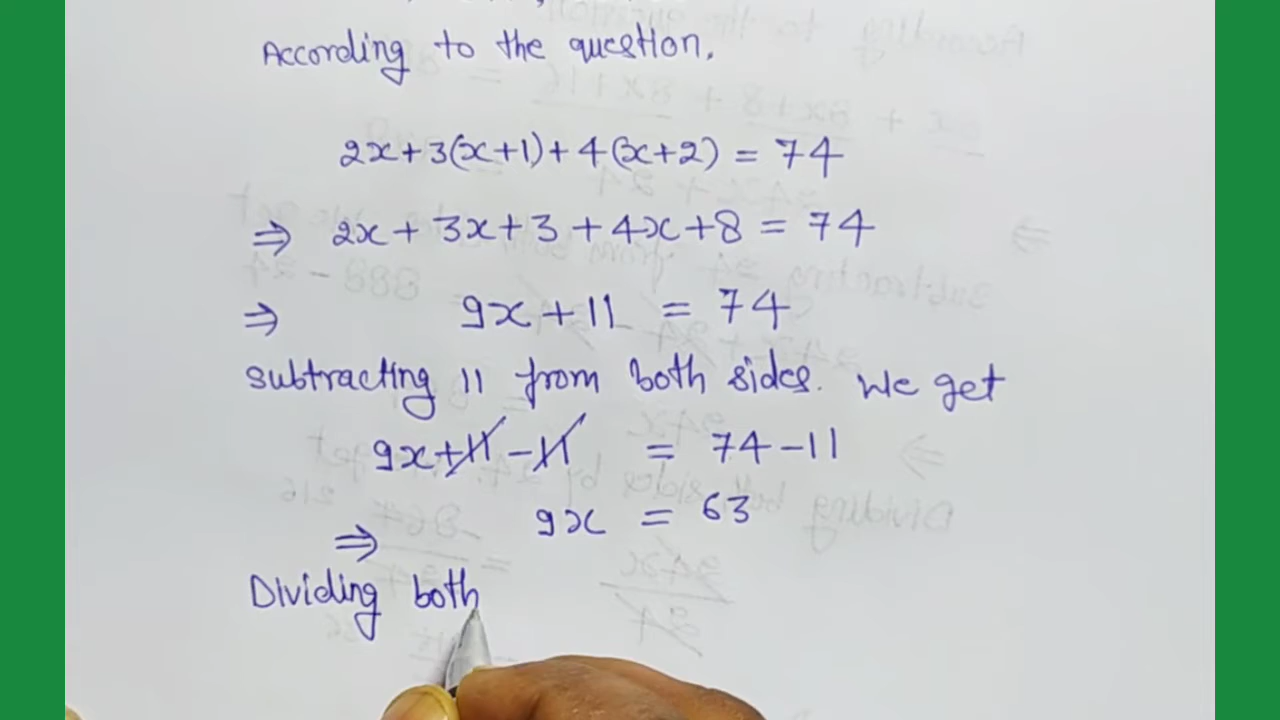 According to the question,
2x+3(x+1)+4(x+2) = 74
⇒ 2x+3x+3+4x+8 = 74
⇒ 9x+11 = 74
Subtracting 11 from both sides. We get
9x+11-11 = 74-11
⇒ 9x = 63
Dividing both